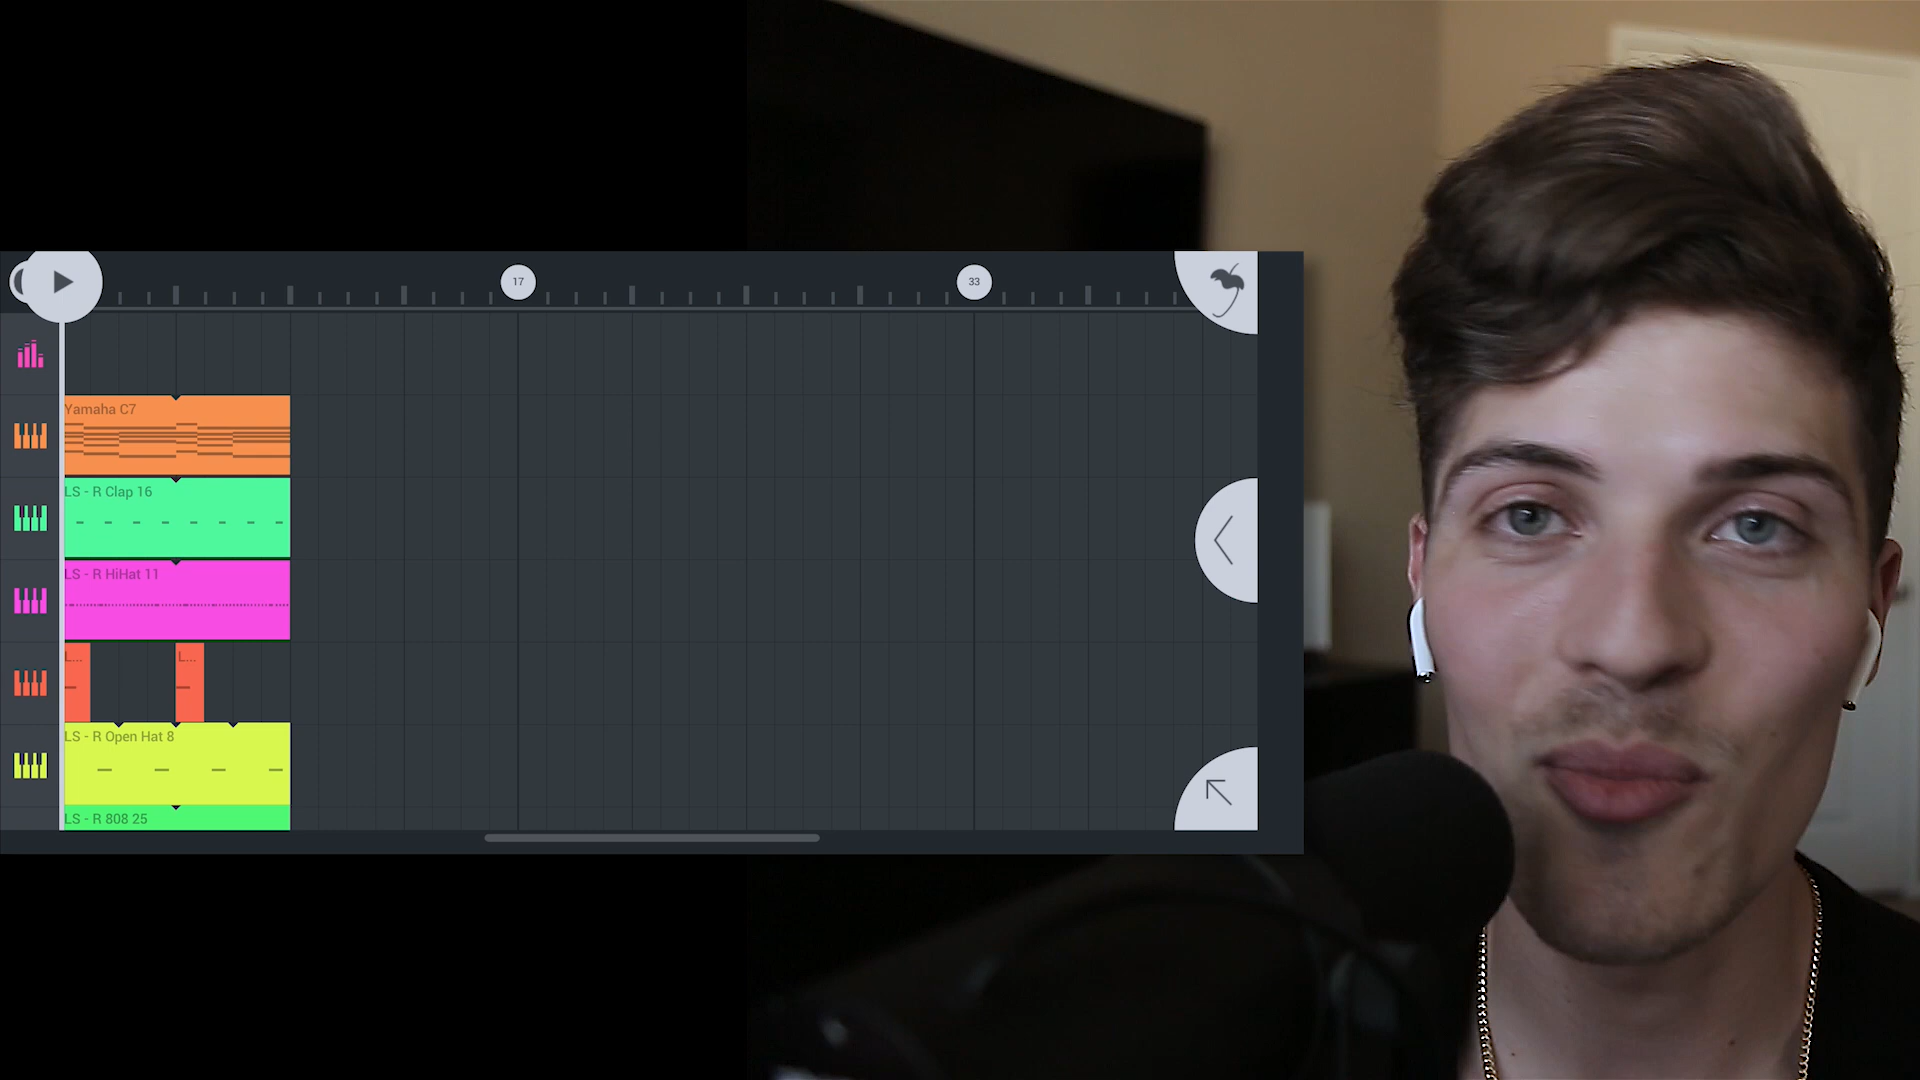 17
33
Yamaha C7
LS - R Clap 16
LS - R HiHat 11
L... L...
LS - R Open Hat 8
LS - R 808 25